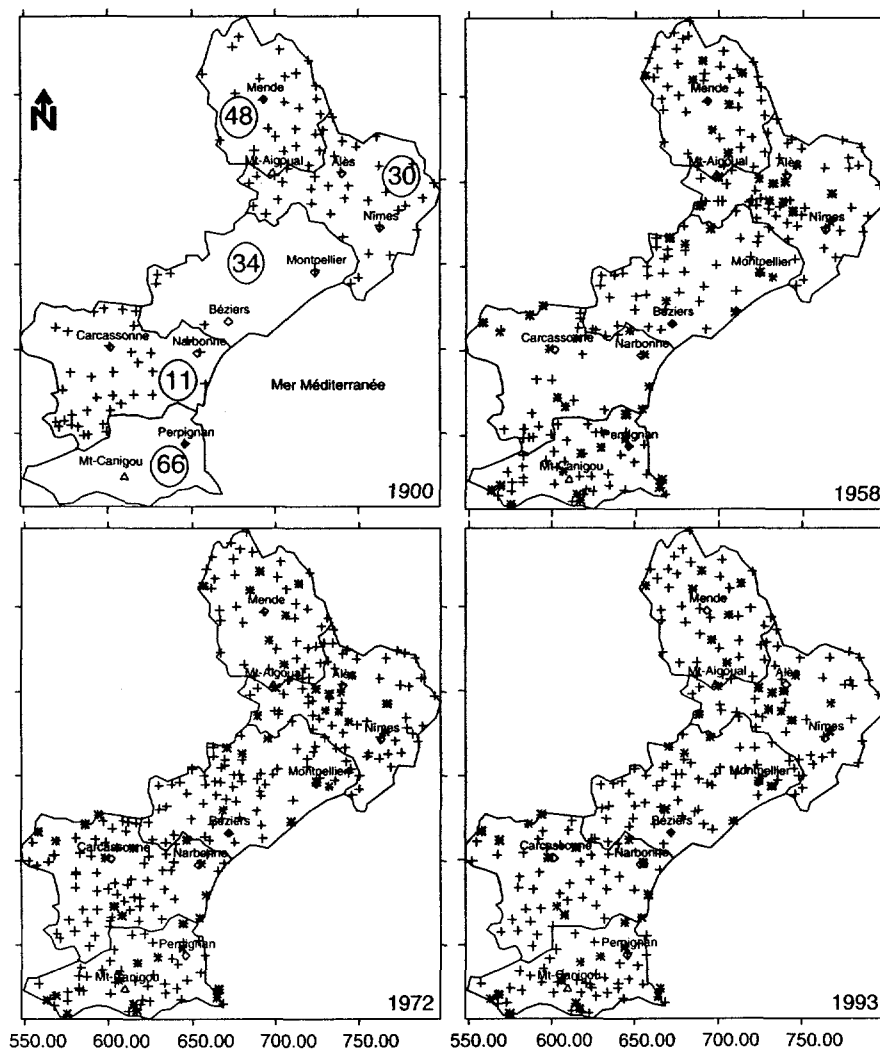 N
Mende
48
Mt-Aigoual
Alès
30
Nîmes
34
Montpellier
Béziers
Carcassonne
Narbonne
11
Mer Méditerranée
Perpignan
Mt-Canigou
66
1900
Mende
Mt-Aigoual
Alès
Nîmes
Montpellier
Béziers
Carcassonne
Narbonne
Perpignan
Mt-Canigou
1958
Mende
Mt-Aigoual
Alès
Nîmes
Montpellier
Béziers
Carcassonne
Narbonne
Perpignan
Mt-Canigou
1972
550.00 600.00 650.00 700.00 750.00
Mende
Mt-Aigoual
Alès
Nîmes
Montpellier
Béziers
Carcassonne
Narbonne
Perpignan
Mt-Canigou
1993
550.00 600.00 650.00 700.00 750.00